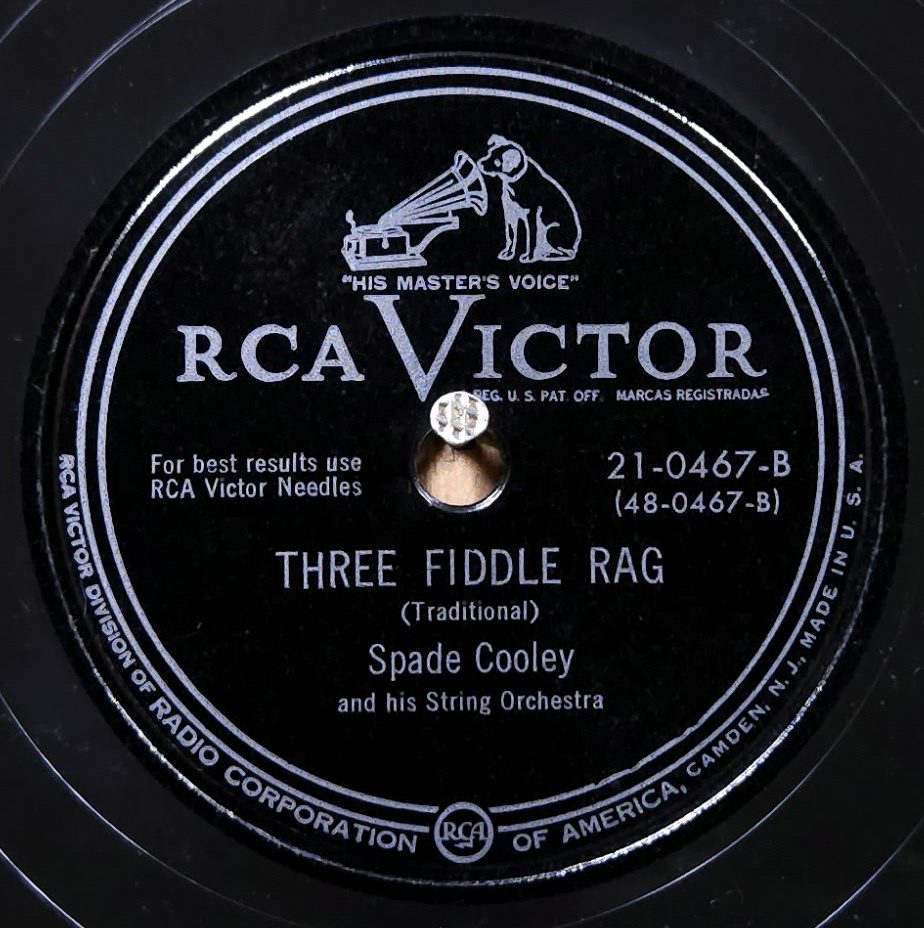 "HIS MASTER'S VOICE"
RCA VICTOR
REG. U. S. PAT. OFF. MARCAS REGISTRADAS
For best results use
RCA Victor Needles
21-0467-B
(48-0467-B)
THREE FIDDLE RAG
(Traditional)
Spade Cooley
and his String Orchestra
RCA VICTOR DIVISION OF RADIO CORPORATION OF AMERICA, CAMDEN, N. J., MADE IN U. S. A.
RCA